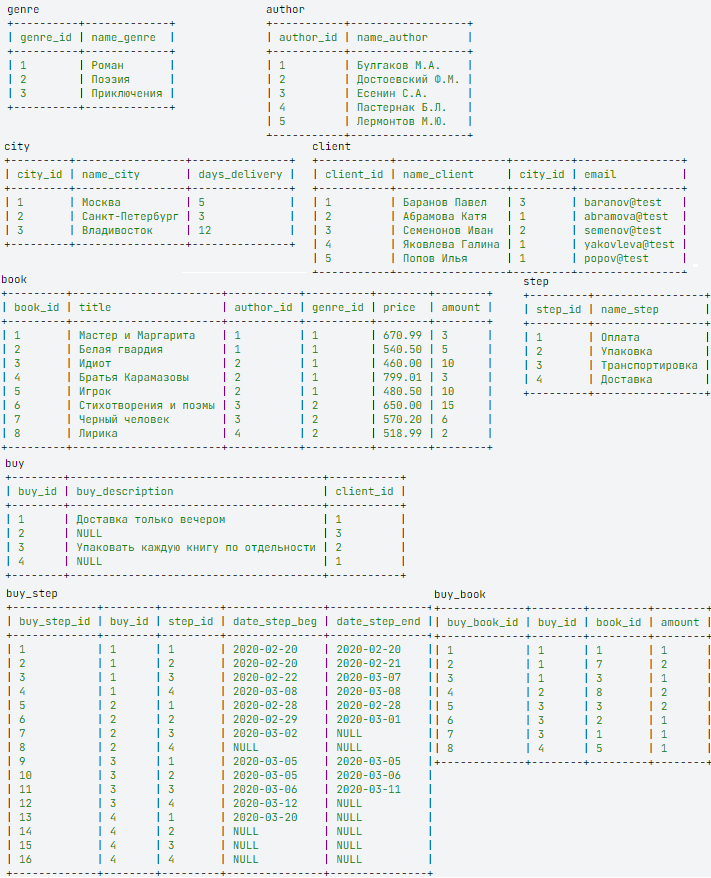 genre
| genre_id | name_genre |
| 1 | Роман |
| 2 | Поэзия |
| 3 | Приключения |
author
| author_id | name_author |
| 1 | Булгаков М.А. |
| 2 | Достоевский Ф.М. |
| 3 | Есенин С.А. |
| 4 | Пастернак Б.Л. |
| 5 | Лермонтов М.Ю. |
city
| city_id | name_city | days_delivery |
| 1 | Москва | 5 |
| 2 | Санкт-Петербург | 3 |
| 3 | Владивосток | 12 |
client
| client_id | name_client | city_id | email |
| 1 | Баранов Павел | 3 | baranov@test |
| 2 | Абрамова Катя | 1 | abramova@test |
| 3 | Семенонов Иван | 2 | semenov@test |
| 4 | Яковлева Галина | 1 | yakovleva@test |
| 5 | Попов Илья | 1 | popov@test |
book
| book_id | title | author_id | genre_id | price | amount |
| 1 | Мастер и Маргарита | 1 | 1 | 670.99 | 3 |
| 2 | Белая гвардия | 1 | 1 | 540.50 | 5 |
| 3 | Идиот | 2 | 1 | 460.00 | 10 |
| 4 | Братья Карамазовы | 2 | 1 | 799.01 | 3 |
| 5 | Игрок | 2 | 1 | 480.50 | 10 |
| 6 | Стихотворения и поэмы | 3 | 2 | 650.00 | 15 |
| 7 | Черный человек | 3 | 2 | 570.20 | 6 |
| 8 | Лирика | 4 | 2 | 518.99 | 2 |
step
| step_id | name_step |
| 1 | Оплата |
| 2 | Упаковка |
| 3 | Транспортировка |
| 4 | Доставка |
buy
| buy_id | buy_description | client_id |
| 1 | Доставка только вечером | 1 |
| 2 | NULL | 3 |
| 3 | Упаковать каждую книгу по отдельности | 2 |
| 4 | NULL | 1 |
buy_step
| buy_step_id | buy_id | step_id | date_step_beg | date_step_end |
| 1 | 1 | 1 | 2020-02-20 | 2020-02-20 |
| 2 | 1 | 2 | 2020-02-20 | 2020-02-21 |
| 3 | 1 | 3 | 2020-02-22 | 2020-03-07 |
| 4 | 1 | 4 | 2020-03-08 | 2020-03-08 |
| 5 | 2 | 1 | 2020-02-28 | 2020-02-28 |
| 6 | 2 | 2 | 2020-02-29 | 2020-03-01 |
| 7 | 2 | 3 | 2020-03-02 | NULL |
| 8 | 2 | 4 | NULL | NULL |
| 9 | 3 | 1 | 2020-03-05 | 2020-03-05 |
| 10 | 3 | 2 | 2020-03-05 | 2020-03-06 |
| 11 | 3 | 3 | 2020-03-06 | 2020-03-11 |
| 12 | 3 | 4 | 2020-03-12 | NULL |
| 13 | 4 | 1 | 2020-03-20 | NULL |
| 14 | 4 | 2 | NULL | NULL |
| 15 | 4 | 3 | NULL | NULL |
| 16 | 4 | 4 | NULL | NULL |
buy_book
| buy_book_id | buy_id | book_id | amount |
| 1 | 1 | 1 | 1 |
| 2 | 1 | 7 | 2 |
| 3 | 1 | 3 | 1 |
| 4 | 2 | 8 | 2 |
| 5 | 3 | 3 | 2 |
| 6 | 3 | 2 | 1 |
| 7 | 3 | 1 | 1 |
| 8 | 4 | 5 | 1 |